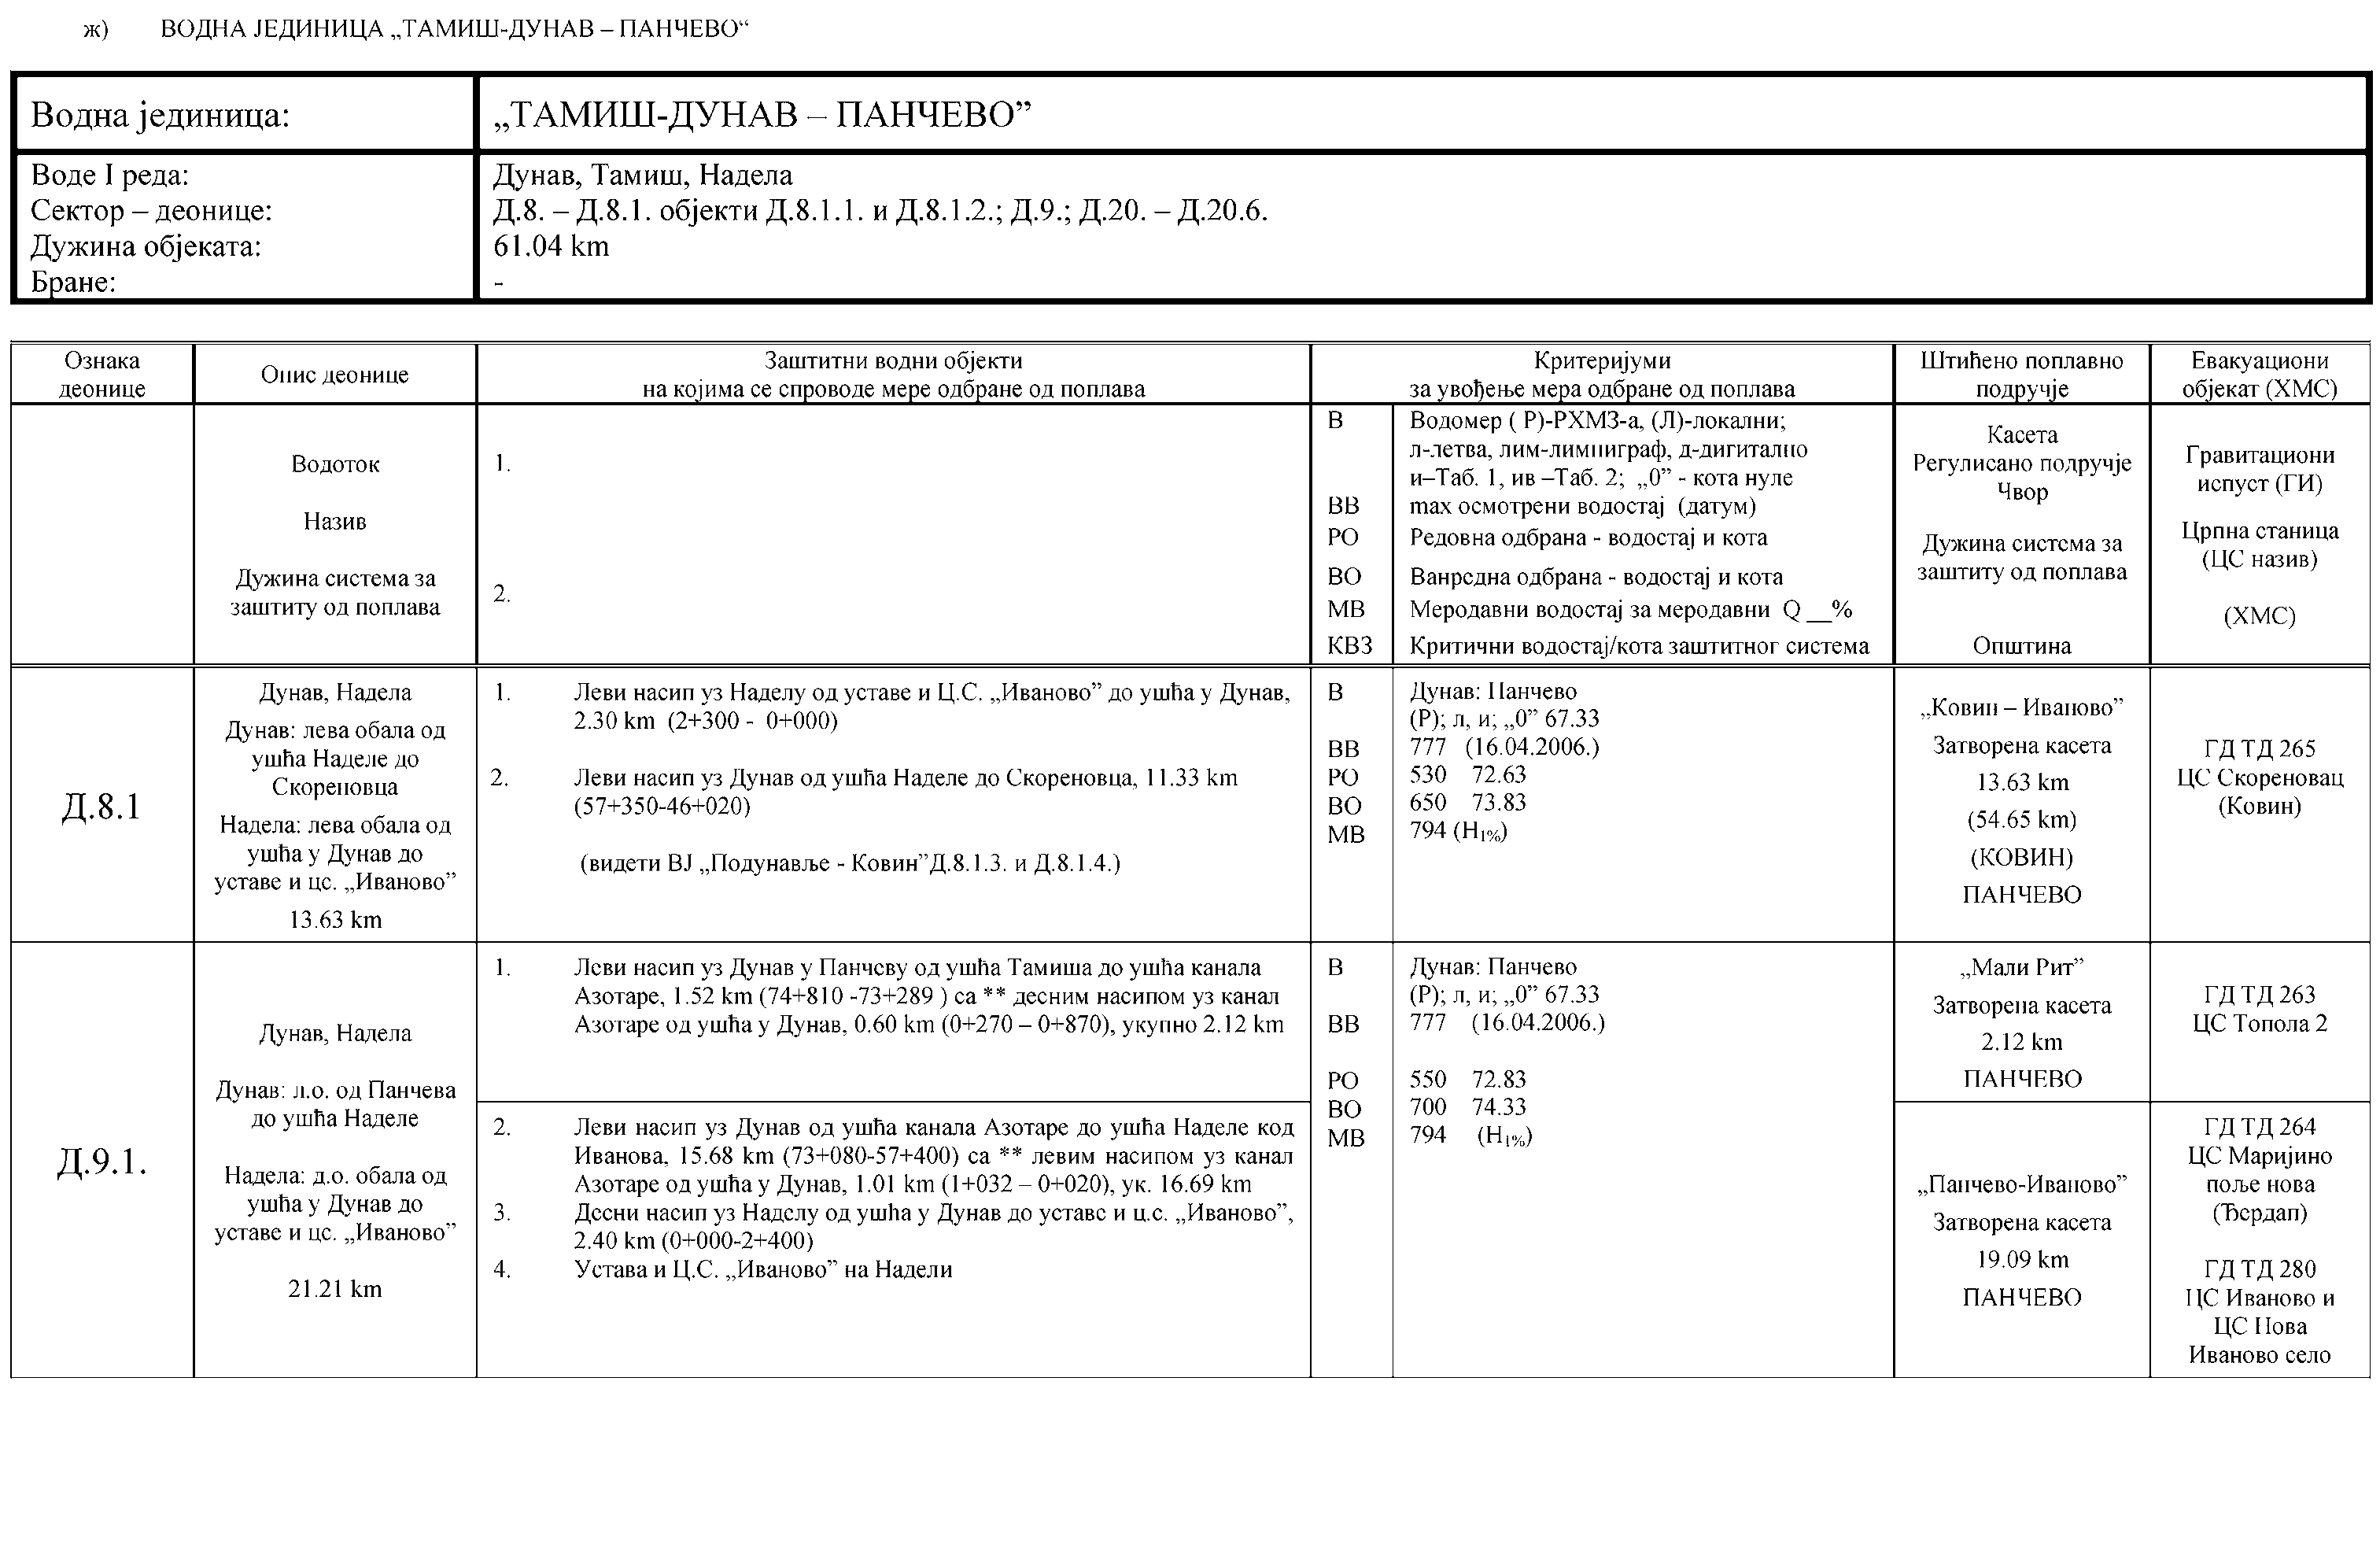 ж) ВОДНА ЈЕДИНИЦА „ТАМИШ-ДУНАВ – ПАНЧЕВО“
Водна јединица: „ТАМИШ-ДУНАВ – ПАНЧЕВО”
Воде I реда: Дунав, Тамиш, Надела
Сектор – деонице: Д.8. – Д.8.1. објекти Д.8.1.1. и Д.8.1.2.; Д.9.; Д.20. – Д.20.6.
Дужина објеката: 61.04 km
Бране: -
Ознака
деонице
Опис деонице
Заштитни водни објекти
на којима се спроводе мере одбране од поплава
Критеријуми
за увођење мера одбране од поплава
Штићено поплавно
подручје
Евакуациони
објекат (ХМС)
Водоток
Назив
Дужина система за
заштиту од поплава
1.
2.
В Водомер ( Р)-РХМЗ-а, (Л)-локални;
л-летва, лим-лимниграф, д-дигитално
и–Таб. 1, ив –Таб. 2; „0” - кота нуле
ВВ max осмотрени водостај (датум)
РО Редовна одбрана - водостај и кота
ВО Ванредна одбрана - водостај и кота
МВ Меродавни водостај за меродавни Q __%
КВЗ Критични водостај/кота заштитног система
Касета
Регулисано подручје
Чвор
Дужина система за
заштиту од поплава
Општина
Гравитациони
испуст (ГИ)
Црпна станица
(ЦС назив)
(ХМС)
Д.8.1
Дунав, Надела
Дунав: лева обала од
ушћа Наделе до
Скореновца
Надела: лева обала од
ушћа у Дунав до
уставе и цс. „Иваново”
13.63 km
1. Леви насип уз Наделу од уставе и Ц.С. „Иваново” до ушћа у Дунав,
2.30 km (2+300 - 0+000)
2. Леви насип уз Дунав од ушћа Наделе до Скореновца, 11.33 km
(57+350-46+020)
(видети ВЈ „Подунавље - Ковин”Д.8.1.3. и Д.8.1.4.)
В Дунав: Панчево
(Р); л, и; „0” 67.33
ВВ 777 (16.04.2006.)
РО 530 72.63
ВО 650 73.83
МВ 794 (H1%)
„Ковин – Иваново”
Затворена касета
13.63 km
(54.65 km)
(КОВИН)
ПАНЧЕВО
ГД ТД 265
ЦС Скореновац
(Ковин)
Д.9.1.
Дунав, Надела
Дунав: л.о. од Панчева
до ушћа Наделе
Надела: д.о. обала од
ушћа у Дунав до
уставе и цс. „Иваново”
21.21 km
1. Леви насип уз Дунав у Панчеву од ушћа Тамиша до ушћа канала
Азотаре, 1.52 km (74+810 -73+289 ) са ** десним насипом уз канал
Азотаре од ушћа у Дунав, 0.60 km (0+270 – 0+870), укупно 2.12 km
2. Леви насип уз Дунав од ушћа канала Азотаре до ушћа Наделе код
Иванова, 15.68 km (73+080-57+400) са ** левим насипом уз канал
Азотаре од ушћа у Дунав, 1.01 km (1+032 – 0+020), ук. 16.69 km
3. Десни насип уз Наделу од ушћа у Дунав до уставе и ц.с. „Иваново”,
2.40 km (0+000-2+400)
4. Устава и Ц.С. „Иваново” на Надели
В Дунав: Панчево
(Р); л, и; „0” 67.33
ВВ 777 (16.04.2006.)
РО 550 72.83
ВО 700 74.33
МВ 794 (H1%)
„Мали Рит”
Затворена касета
2.12 km
ПАНЧЕВО
ГД ТД 263
ЦС Топола 2
„Панчево-Иваново”
Затворена касета
19.09 km
ПАНЧЕВО
ГД ТД 264
ЦС Маријино
поље нова
(Ђердап)
ГД ТД 280
ЦС Иваново и
ЦС Нова
Иваново село